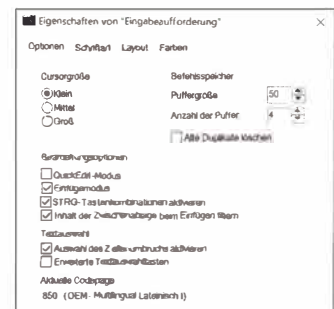 Eigenschaften von "Eingabeaufforderung"
Optionen Schriftart Layout Farben
Cursorgröße
Klein
Mittel
Groß
Befehlsspeicher
Puffergröße 50
Anzahl der Puffer 4
Alte Duplikate löschen
Bearbeitungsoptionen
QuickEdit-Modus
Einfügemodus
STRG-Tastenkombinationen aktivieren
Inhalt der Zwischenablage beim Einfügen filtern
Textauswahl
Auswahl des Zeilenumbruchs aktivieren
Erweiterte Textauswahltasten
Aktuelle Codepage
850 (OEM - Multilingual Lateinisch I)